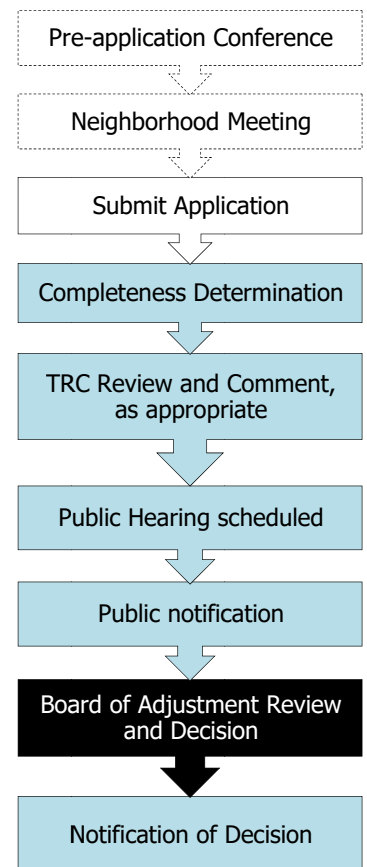 Pre-application Conference
Neighborhood Meeting
Submit Application
Completeness Determination
TRC Review and Comment,
as appropriate
Public Hearing scheduled
Public notification
Board of Adjustment Review
and Decision
Notification of Decision